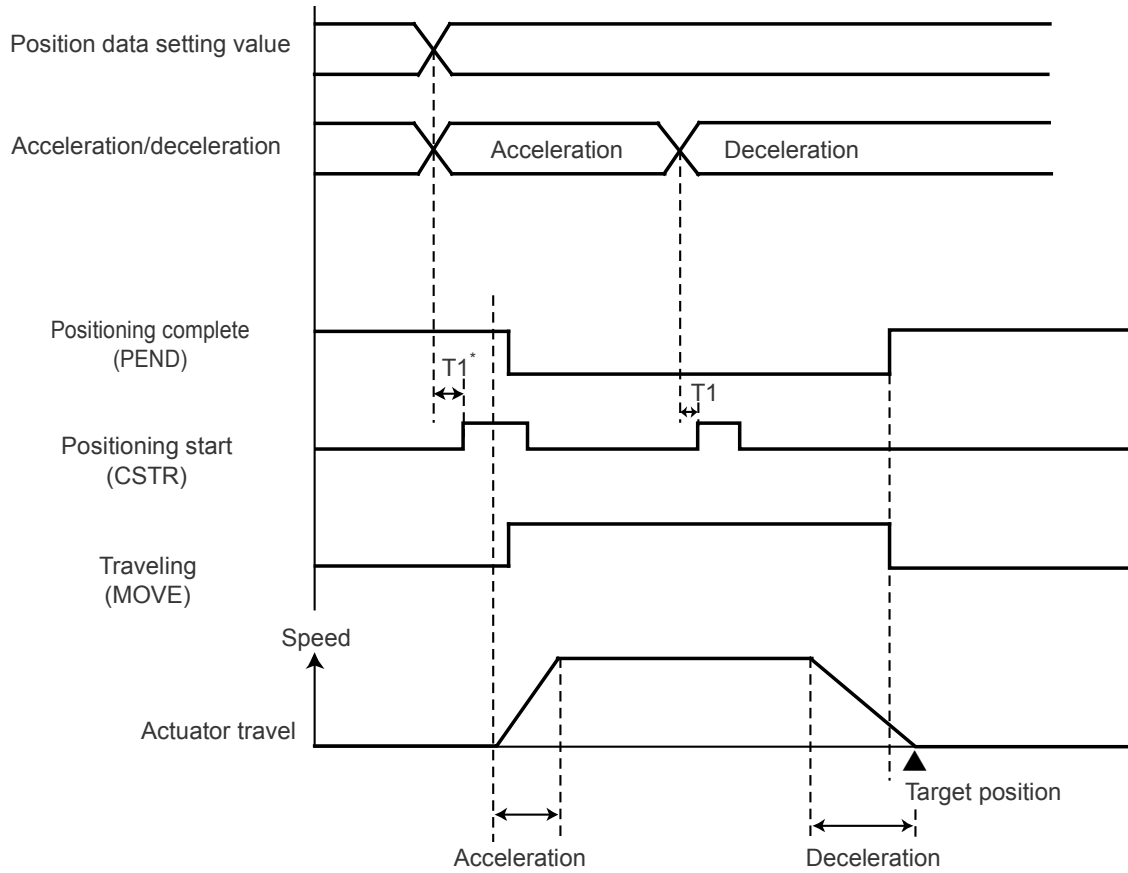 Position data setting value
Acceleration/deceleration
Acceleration
Deceleration
Positioning complete
(PEND)
T1*
T1
Positioning start
(CSTR)
Traveling
(MOVE)
Speed
Actuator travel
Target position
Acceleration
Deceleration